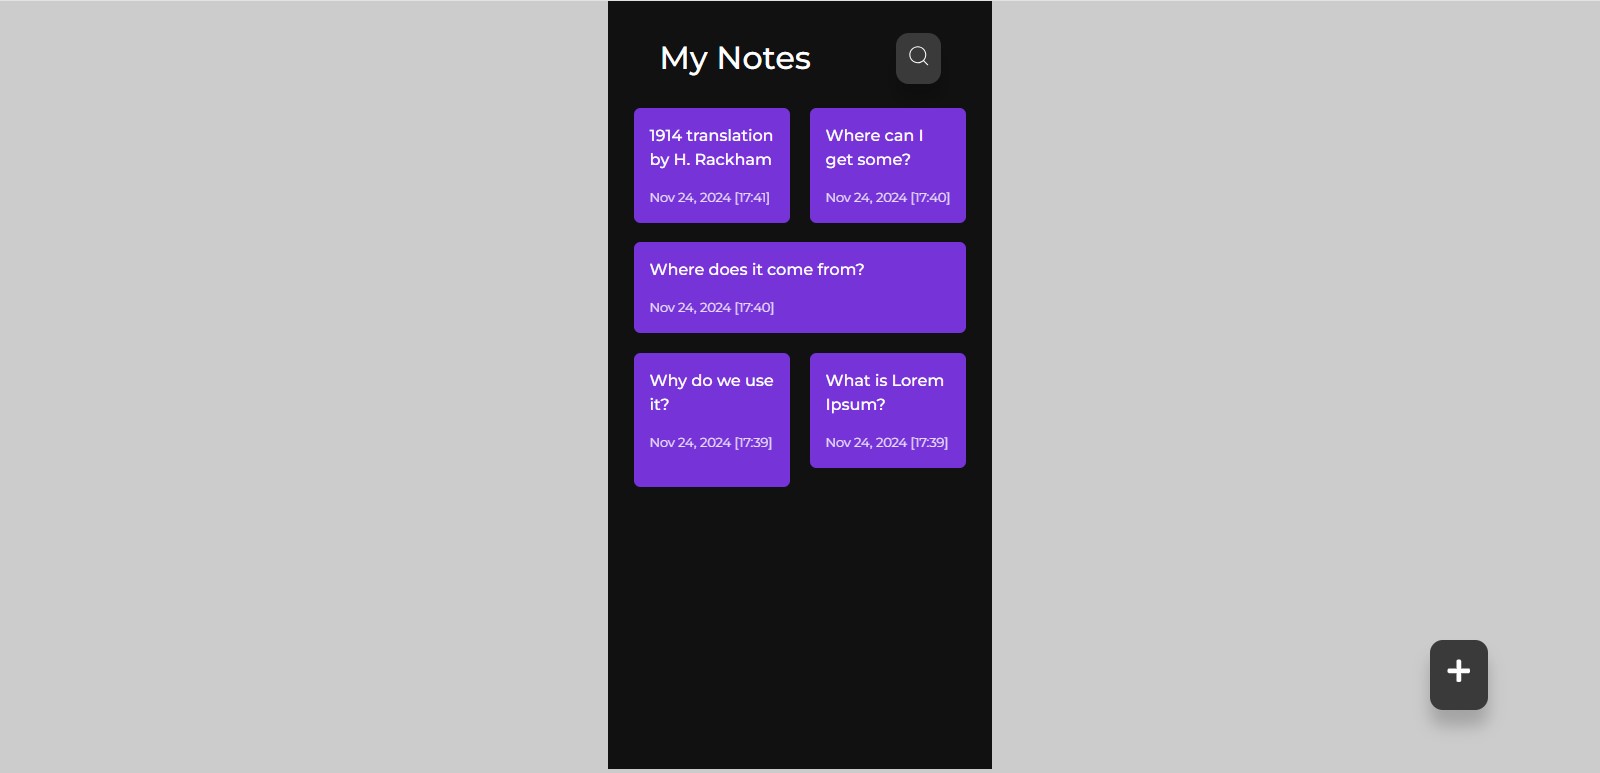 My Notes
1914 translation
by H. Rackham
Nov 24, 2024 [17:41]
Where can I
get some?
Nov 24, 2024 [17:40]
Where does it come from?
Nov 24, 2024 [17:40]
Why do we use
it?
Nov 24, 2024 [17:39]
What is Lorem
Ipsum?
Nov 24, 2024 [17:39]